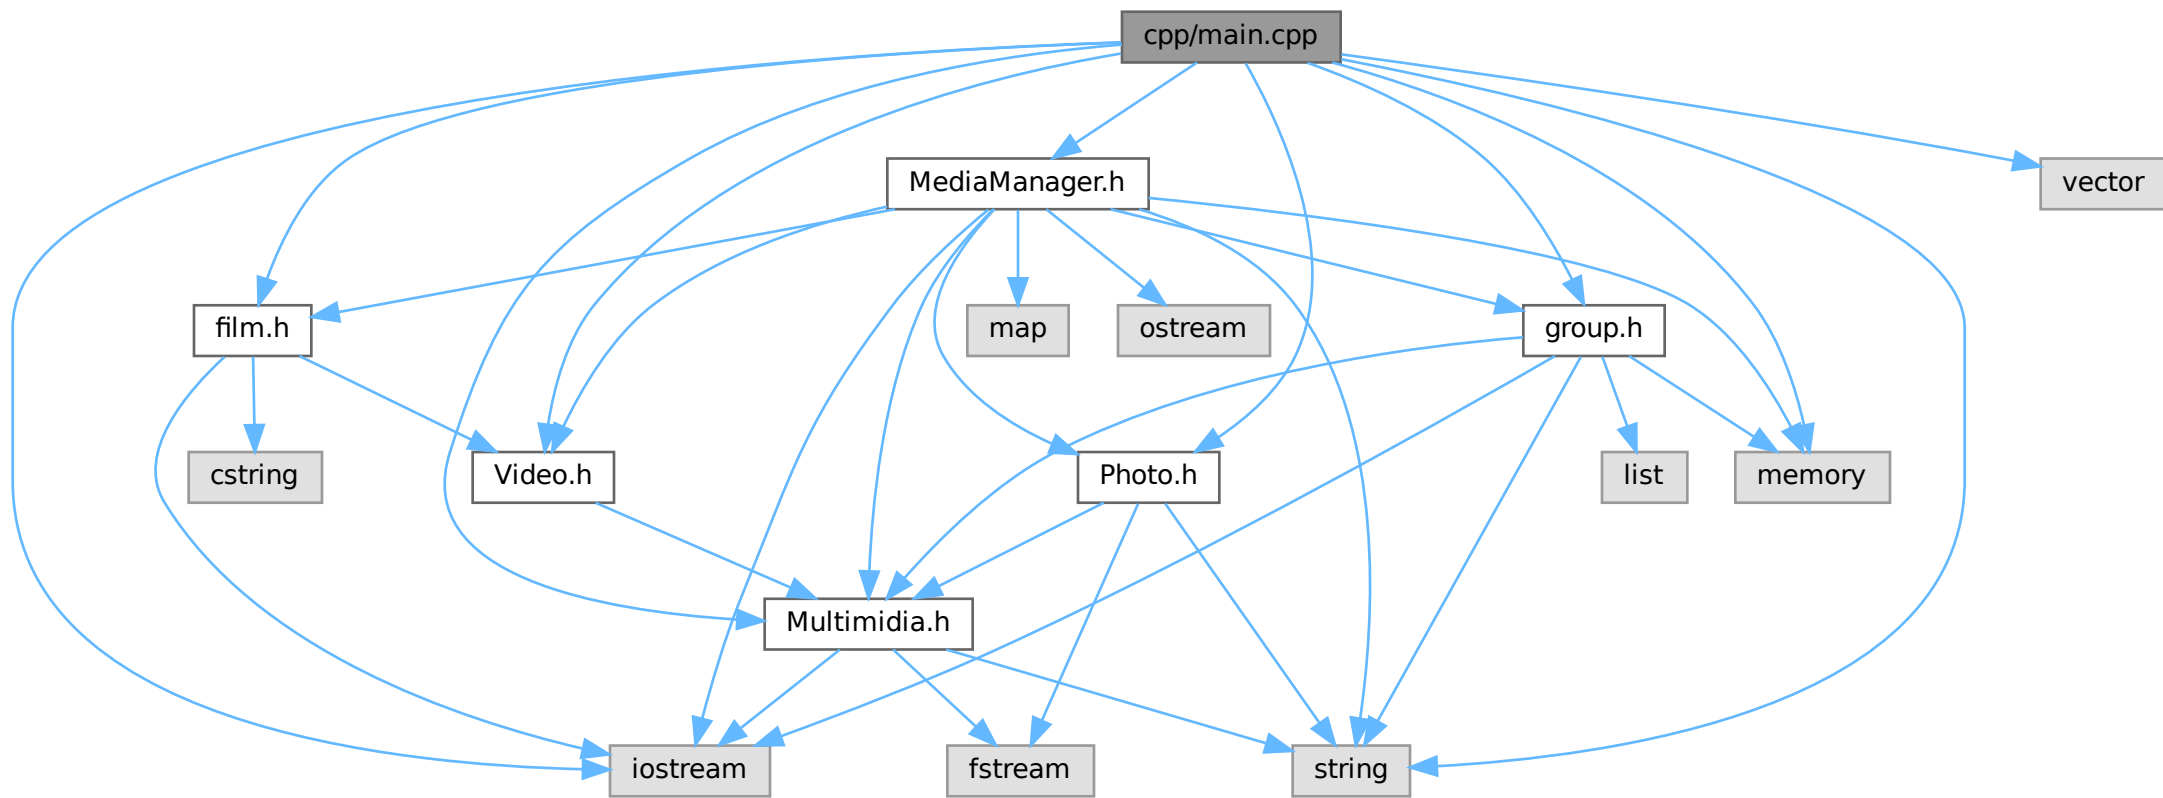 cpp/main.cpp
MediaManager.h
vector
film.h
map
ostream
group.h
cstring
Video.h
Photo.h
list
memory
Multimidia.h
iostream
fstream
string